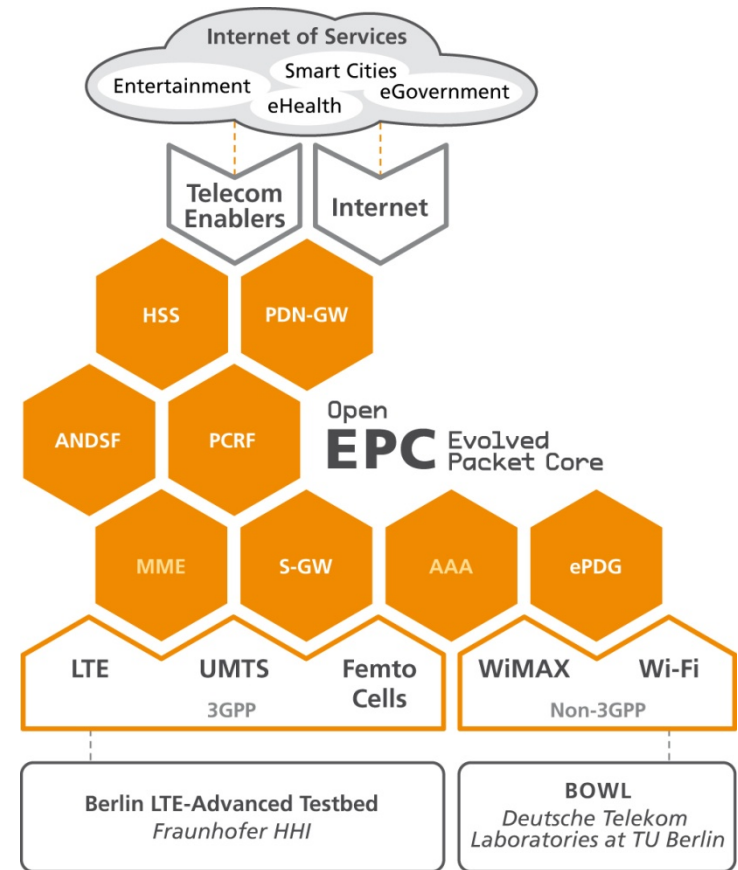 Internet of Services
Entertainment
Smart Cities
eHealth
eGovernment
Telecom
Enablers
Internet
HSS
PDN-GW
ANDSF
PCRF
Open
EPC Evolved
Packet Core
MME
S-GW
AAA
ePDG
LTE
UMTS
Femto
Cells
3GPP
WiMAX
Wi-Fi
Non-3GPP
Berlin LTE-Advanced Testbed
Fraunhofer HHI
BOWL
Deutsche Telekom
Laboratories at TU Berlin